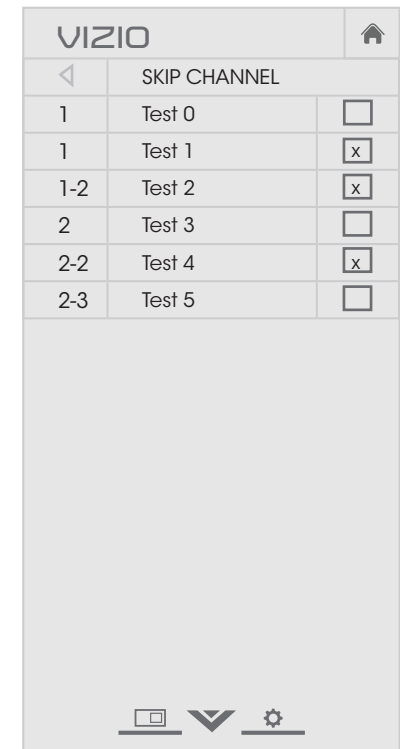 VIZIO
SKIP CHANNEL
1 Test 0
1 Test 1 x
1-2 Test 2 x
2 Test 3
2-2 Test 4 x
2-3 Test 5